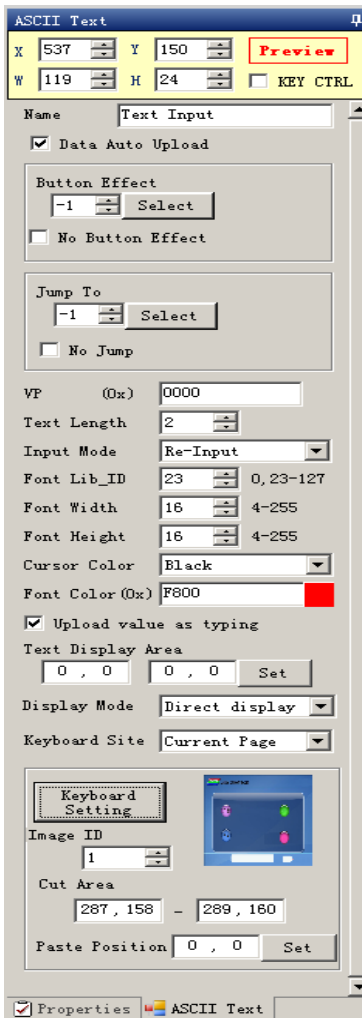 ASCII Text
X 537 Y 150 Preview
W 119 H 24 KEY CTRL
Name Text Input
Data Auto Upload
Button Effect
-1 Select
No Button Effect
Jump To
-1 Select
No Jump
VP (0x) 0000
Text Length 2
Input Mode Re-Input
Font Lib_ID 23 0,23-127
Font Width 16 4-255
Font Height 16 4-255
Cursor Color Black
Font Color(0x) F800
Upload value as typing
Text Display Area
0 , 0 0 , 0 Set
Display Mode Direct display
Keyboard Site Current Page
Keyboard
Setting
Image ID
1
Cut Area
287 , 158 - 289 , 160
Paste Position 0 , 0 Set
Properties ASCII Text